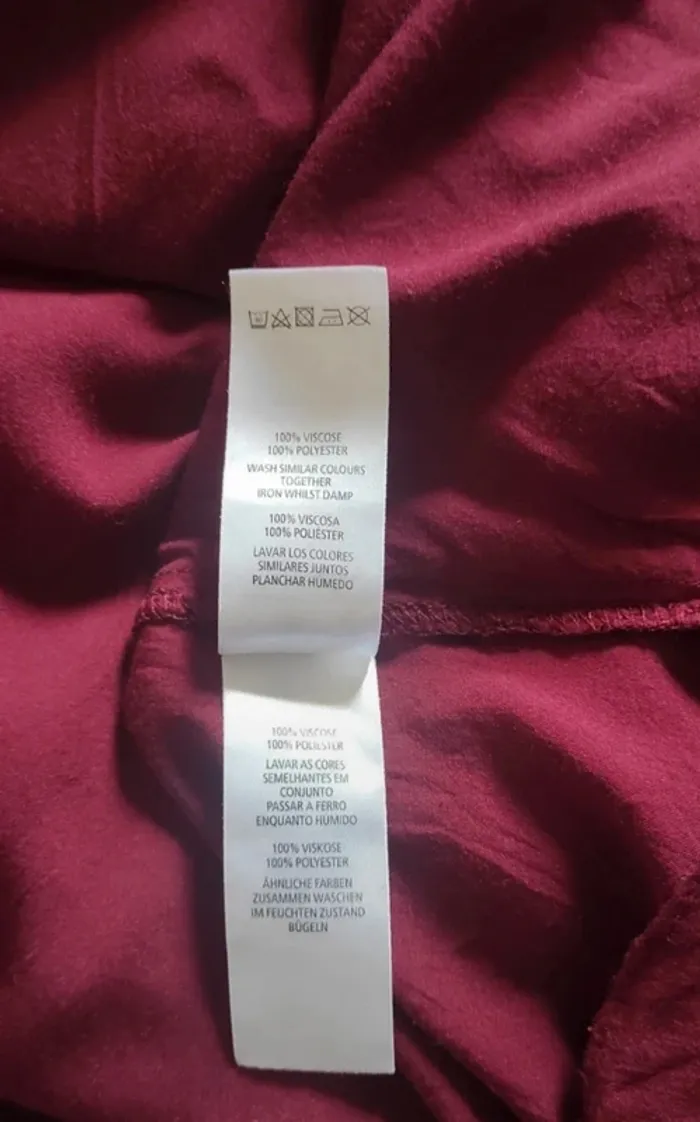 100% VISCOSE
100% POLYESTER
WASH SIMILAR COLOURS
TOGETHER
IRON WHILST DAMP
100% VISCOSA
100% POLIÉSTER
LAVAR LOS COLORES
SIMILARES JUNTOS
PLANCHAR HUMEDO
100% VISCOSE
100% POLIESTER
LAVAR AS CORES
SEMELHANTES EM
CONJUNTO
PASSAR A FERRO
ENQUANTO HUMIDO
100% VISKOSE
100% POLYESTER
ÄHNLICHE FARBEN
ZUSAMMEN WASCHEN
IM FEUCHTEN ZUSTAND
BÜGELN